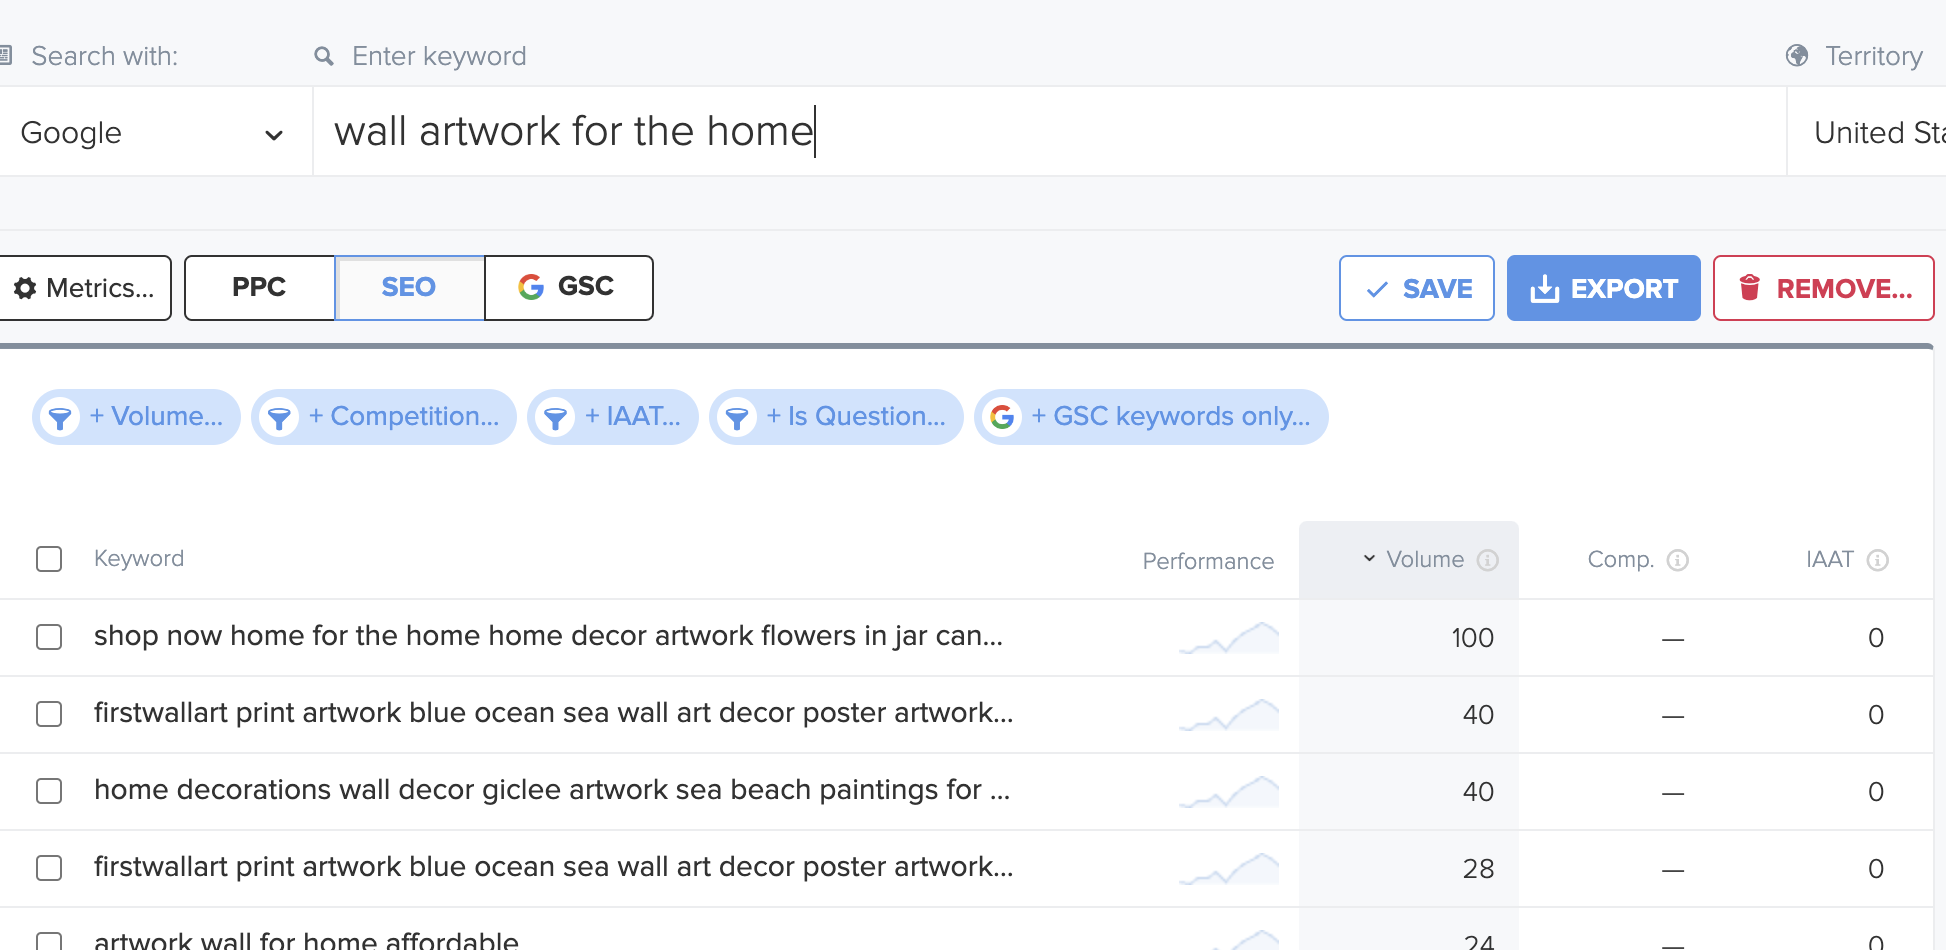 Search with: Enter keyword Territory
Google wall artwork for the home United Sta
Metrics... PPC SEO GSC SAVE EXPORT REMOVE...
+ Volume... + Competition... + IAAT... + Is Question... + GSC keywords only...
Keyword Performance Volume Comp. IAAT
shop now home for the home home decor artwork flowers in jar can... 100 — 0
firstwallart print artwork blue ocean sea wall art decor poster artwork... 40 — 0
home decorations wall decor giclee artwork sea beach paintings for ... 40 — 0
firstwallart print artwork blue ocean sea wall art decor poster artwork... 28 — 0
artwork wall for home affordable 24 — 0